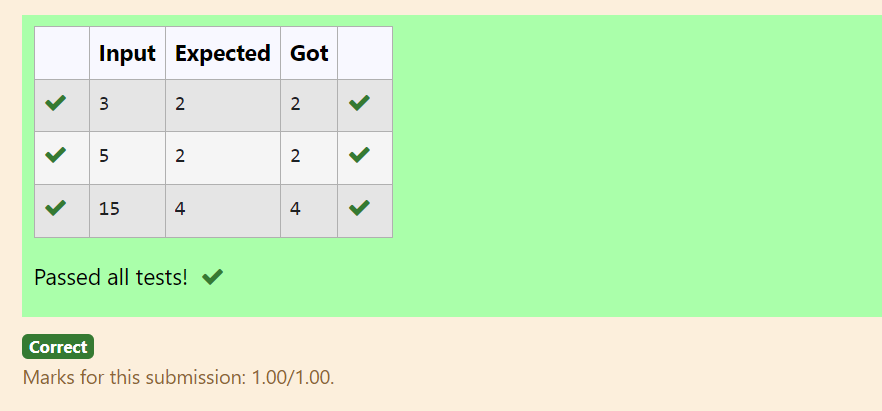 Input Expected Got
3 2 2
5 2 2
15 4 4
Passed all tests!
Correct
Marks for this submission: 1.00/1.00.